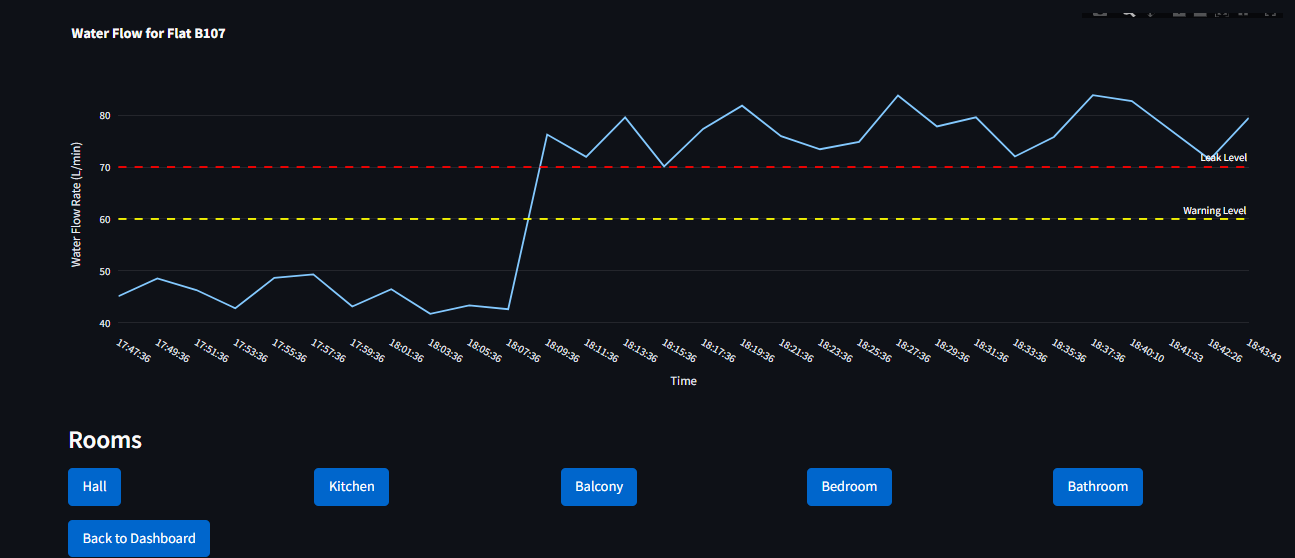 Water Flow for Flat B107
80
70
60
50
40
Water Flow Rate (L/min)
Leak Level
Warning Level
17:47:36 17:49:36 17:51:36 17:53:36 17:55:36 17:57:36 17:59:36 18:01:36 18:03:36 18:05:36 18:07:36 18:09:36 18:11:36 18:13:36 18:15:36 18:17:36 18:19:36 18:21:36 18:23:36 18:25:36 18:27:36 18:29:36 18:31:36 18:33:36 18:35:36 18:37:36 18:40:10 18:41:53 18:42:26 18:43:43
Time
Rooms
Hall Kitchen Balcony Bedroom Bathroom
Back to Dashboard